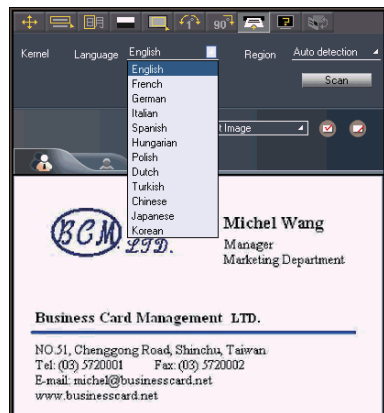 90°
Kernel Language English Region Auto detection
Scan
English
French
German
Italian
Spanish
Hungarian
Polish
Dutch
Turkish
Chinese
Japanese
Korean
t Image
BCM
LTD.
Michel Wang
Manager
Marketing Department
Business Card Management LTD.
NO.51, Chenggong Road, Shinchu, Taiwan
Tel: (03) 5720001 Fax: (03) 5720002
E-mail: michel@businesscard.net
www.businesscard.net